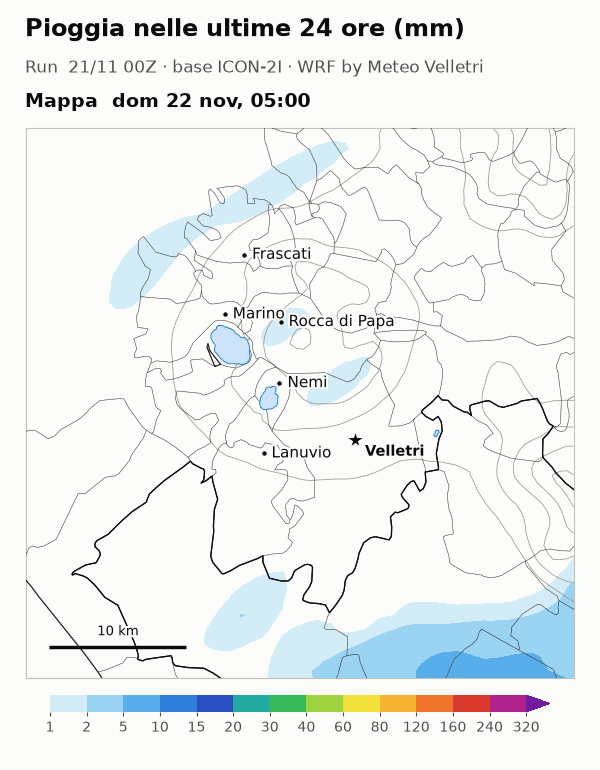 Pioggia nelle ultime 24 ore (mm)
Run 21/11 00Z · base ICON-2I · WRF by Meteo Velletri
Mappa dom 22 nov, 05:00
Frascati
Marino
Rocca di Papa
Nemi
Velletri
Lanuvio
10 km
1 2 5 10 15 20 30 40 60 80 120 160 240 320